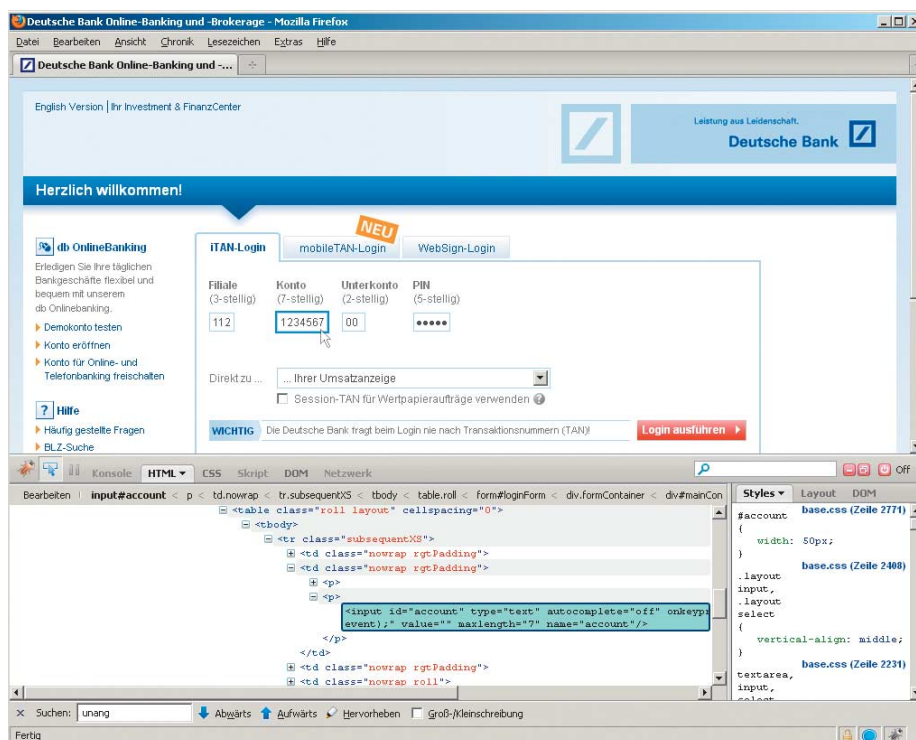 Deutsche Bank Online-Banking und -Brokerage - Mozilla Firefox
Datei Bearbeiten Ansicht Chronik Lesezeichen Extras Hilfe
Deutsche Bank Online-Banking und -...
English Version | Ihr Investment & FinanzCenter
Leistung aus Leidenschaft.
Deutsche Bank
Herzlich willkommen!
NEU
db OnlineBanking
Erledigen Sie Ihre täglichen
Bankgeschäfte flexibel und
bequem mit unserem
db Onlinebanking.
Demokonto testen
Konto eröffnen
Konto für Online- und
Telefonbanking freischalten
Hilfe
Häufig gestellte Fragen
BLZ-Suche
iTAN-Login mobileTAN-Login WebSign-Login
Filiale Konto Unterkonto PIN
(3-stellig) (7-stellig) (2-stellig) (5-stellig)
112 1234567 00 •••••
Direkt zu ... ... Ihrer Umsatzanzeige
Session-TAN für Wertpapieraufträge verwenden ?
WICHTIG Die Deutsche Bank fragt beim Login nie nach Transaktionsnummern (TAN)!
Login ausführen
Konsole HTML CSS Skript DOM Netzwerk
Off
Bearbeiten input#account < p < td.nowrap < tr.subsequentXS < tbody < table.roll < form#loginForm < div.formContainer < div#mainCon
<table class="roll layout" cellspacing="0">
<tbody>
<tr class="subsequentXS">
<td class="nowrap rgtPadding">
<td class="nowrap rgtPadding">
<p>
<p>
<input id="account" type="text" autocomplete="off" onkeypr
event);" value="" maxlength="7" name="account"/>
</p>
</td>
<td class="nowrap rgtPadding">
<td class="nowrap roll">
Styles Layout DOM
#account base.css (Zeile 2771)
{
width: 50px;
}
base.css (Zeile 2408)
.layout
input,
.layout
select
{
vertical-align: middle;
}
base.css (Zeile 2231)
textarea,
input,
select
Suchen: unang Abwärts Aufwärts Hervorheben Groß-/Kleinschreibung
Fertig